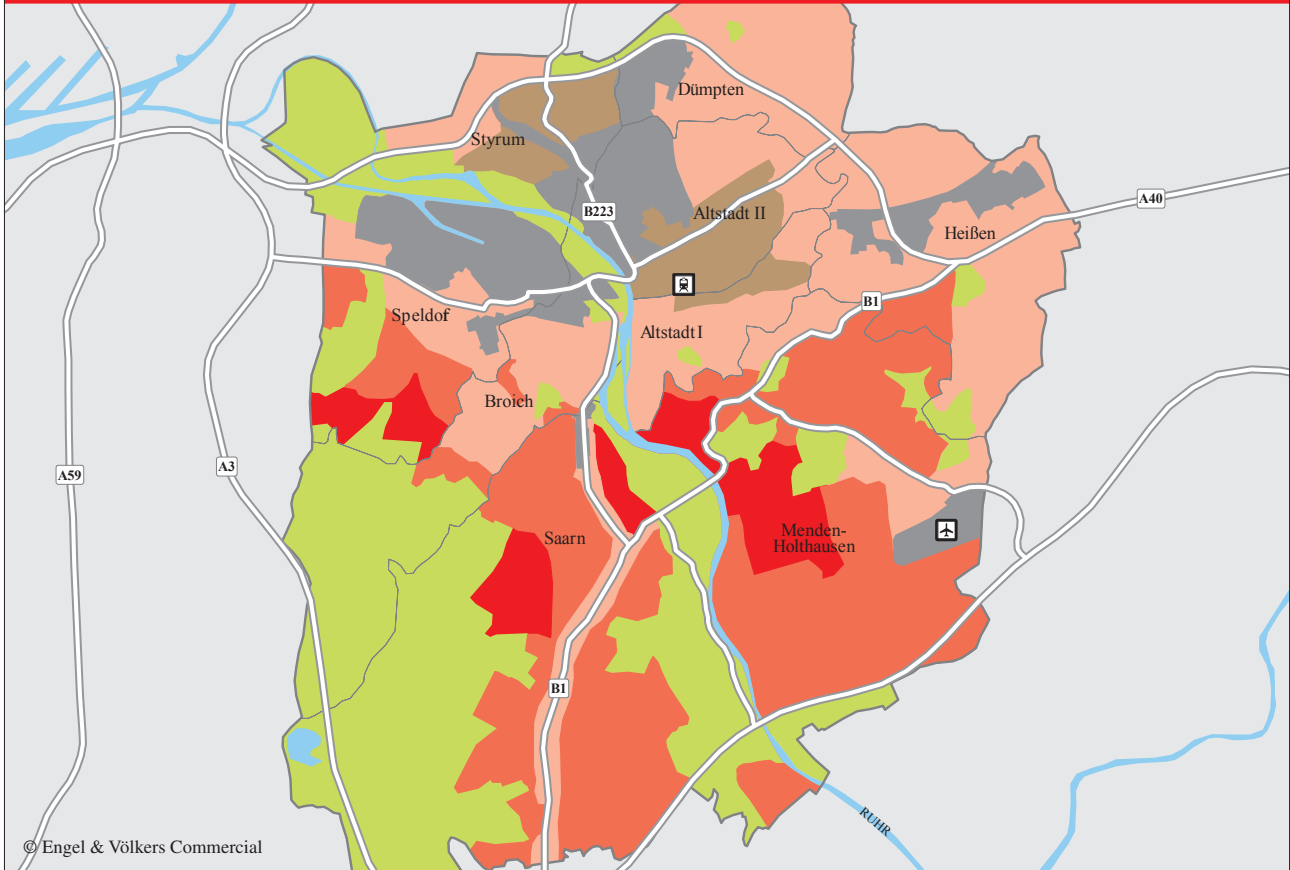 Dümpten
Styrum
B223
Altstadt II
A40
Heißen
B1
Speldof
Altstadt I
Broich
A59
A3
Saarn
Menden-
Holthausen
B1
RUHR
© Engel & Völkers Commercial